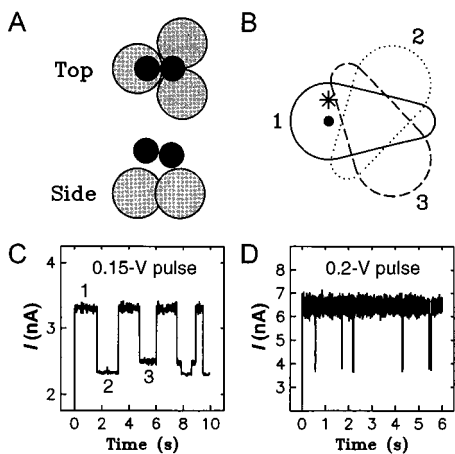 A
Top
Side
B
1
2
3
C
0.15-V pulse
I (nA)
4
3
2
1
2
3
0 2 4 6 8 10
Time (s)
D
0.2-V pulse
I (nA)
8
7
6
5
4
3
0 1 2 3 4 5 6
Time (s)